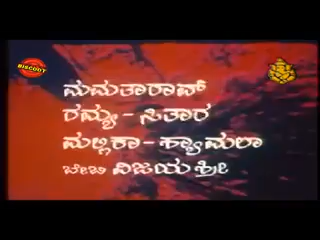 BISCOOT
ಮಮತಾರಾವ್
ರಮ್ಯ - ಸಿತಾರ
ಮಲ್ಲಿಕಾ - ಶ್ಯಾಮಲಾ
ಬೇಬಿ ವಿಜಯಶ್ರೀ